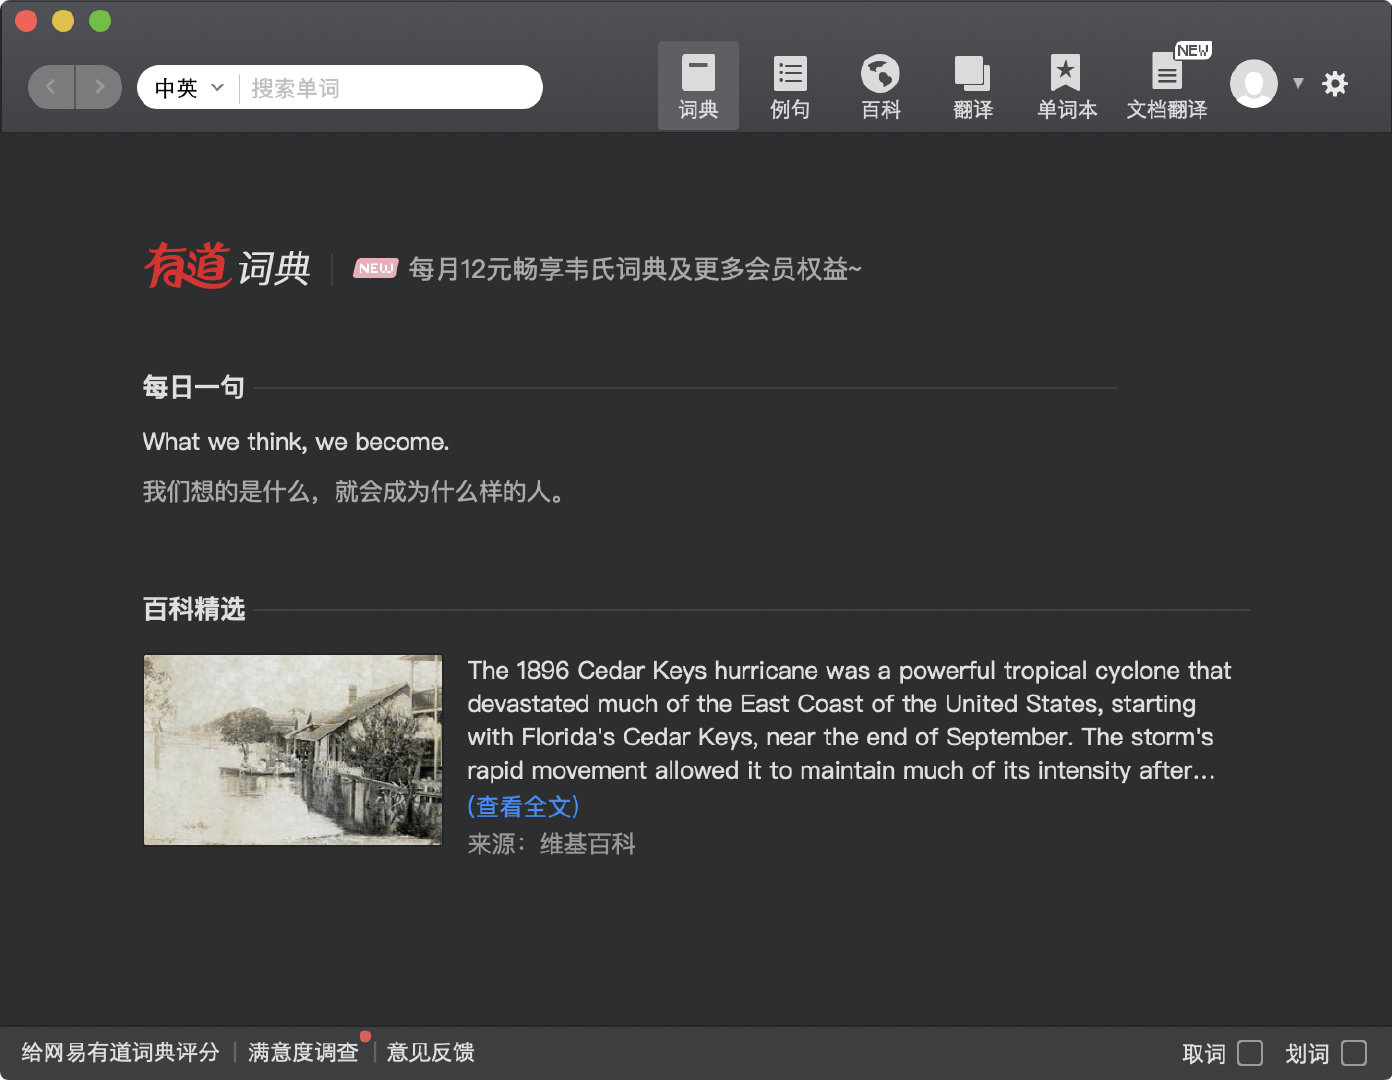 中英
搜索单词
词典
例句
百科
翻译
单词本
NEW
文档翻译
有道词典
NEW 每月12元畅享韦氏词典及更多会员权益~
每日一句
What we think, we become.
我们想的是什么，就会成为什么样的人。
百科精选
The 1896 Cedar Keys hurricane was a powerful tropical cyclone that
devastated much of the East Coast of the United States, starting
with Florida's Cedar Keys, near the end of September. The storm's
rapid movement allowed it to maintain much of its intensity after...
(查看全文)
来源：维基百科
给网易有道词典评分
满意度调查
意见反馈
取词
划词